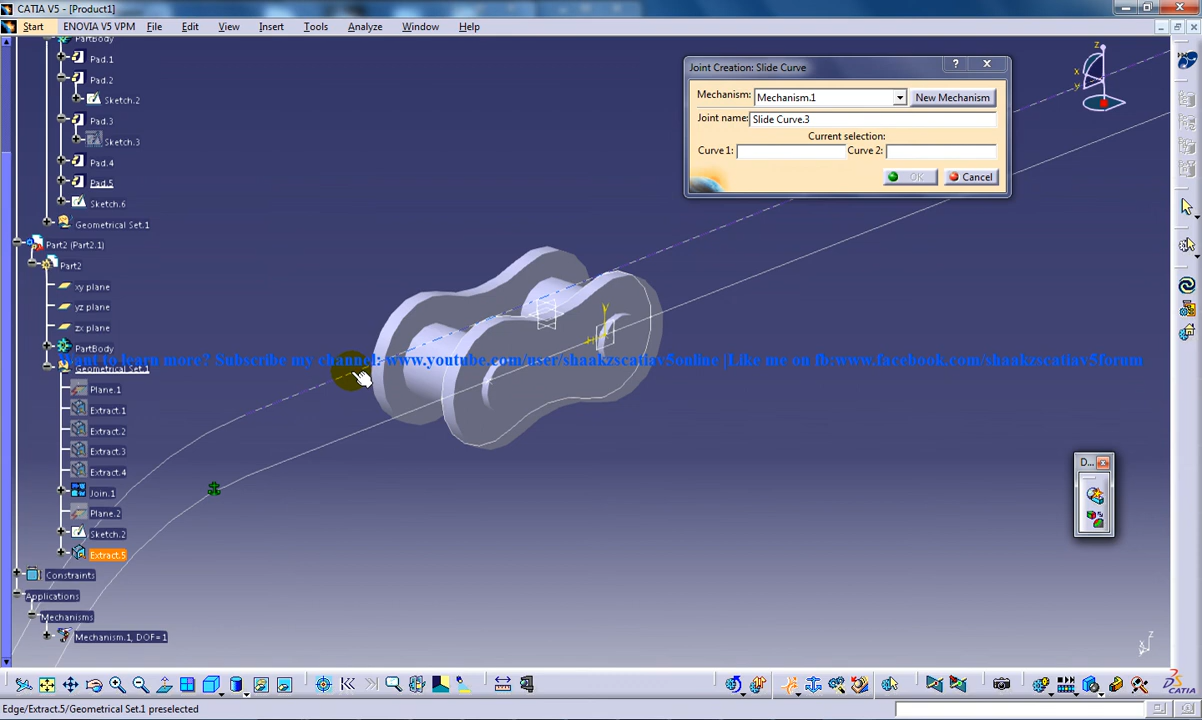 CATIA V5 - [Product1]
Start ENOVIA V5 VPM File Edit View Insert Tools Analyze Window Help
PartBody
Pad.1
Pad.2
Sketch.2
Pad.3
Sketch.3
Pad.4
Pad.5
Sketch.6
Geometrical Set.1
Part2 (Part2.1)
Part2
xy plane
yz plane
zx plane
PartBody
Geometrical Set.1
Plane.1
Extract.1
Extract.2
Extract.3
Extract.4
Join.1
Plane.2
Sketch.2
Extract.5
Constraints
Applications
Mechanisms
Mechanism.1, DOF=1
Joint Creation: Slide Curve
Mechanism: Mechanism.1 New Mechanism
Joint name: Slide Curve.3
Current selection:
Curve 1: Curve 2:
OK Cancel
z
x
y
y
Want to learn more? Subscribe my channel: www.youtube.com/user/shaakzscatiav5online |Like me on fb:www.facebook.com/shaakzscatiav5forum
D...
z
x
CATIA
Edge/Extract.5/Geometrical Set.1 preselected